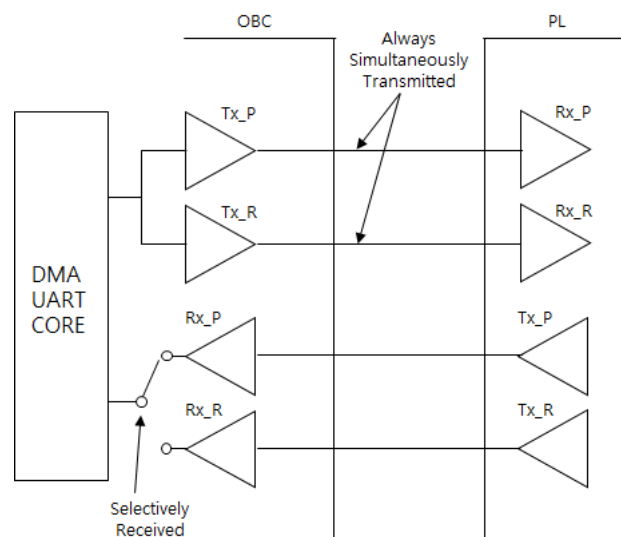 OBC
PL
Always
Simultaneously
Transmitted
Tx_P
Rx_P
Tx_R
Rx_R
DMA
UART
CORE
Rx_P
Tx_P
Rx_R
Tx_R
Selectively
Received